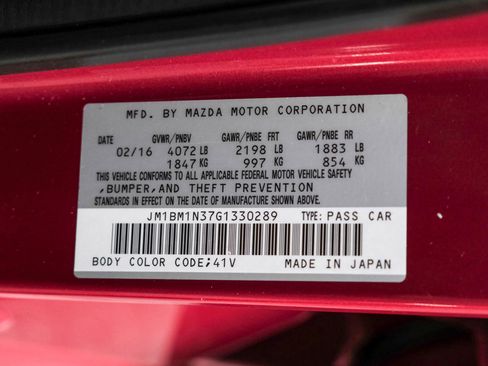 MFD. BY MAZDA MOTOR CORPORATION
DATE GVWR/PNBV GAWR/PNBE FRT GAWR/PNBE RR
02/16 4072 LB 2198 LB 1883 LB
1847 KG 997 KG 854 KG
THIS VEHICLE CONFORMS TO ALL APPLICABLE FEDERAL MOTOR VEHICLE SAFETY
,BUMPER,AND THEFT PREVENTION
STANDARDS IN EFFECT ON THE DATE OF MANUFACTURE SHOWN ABOVE.
JM1BM1N37G1330289 TYPE: PASS CAR
BODY COLOR CODE;41V MADE IN JAPAN